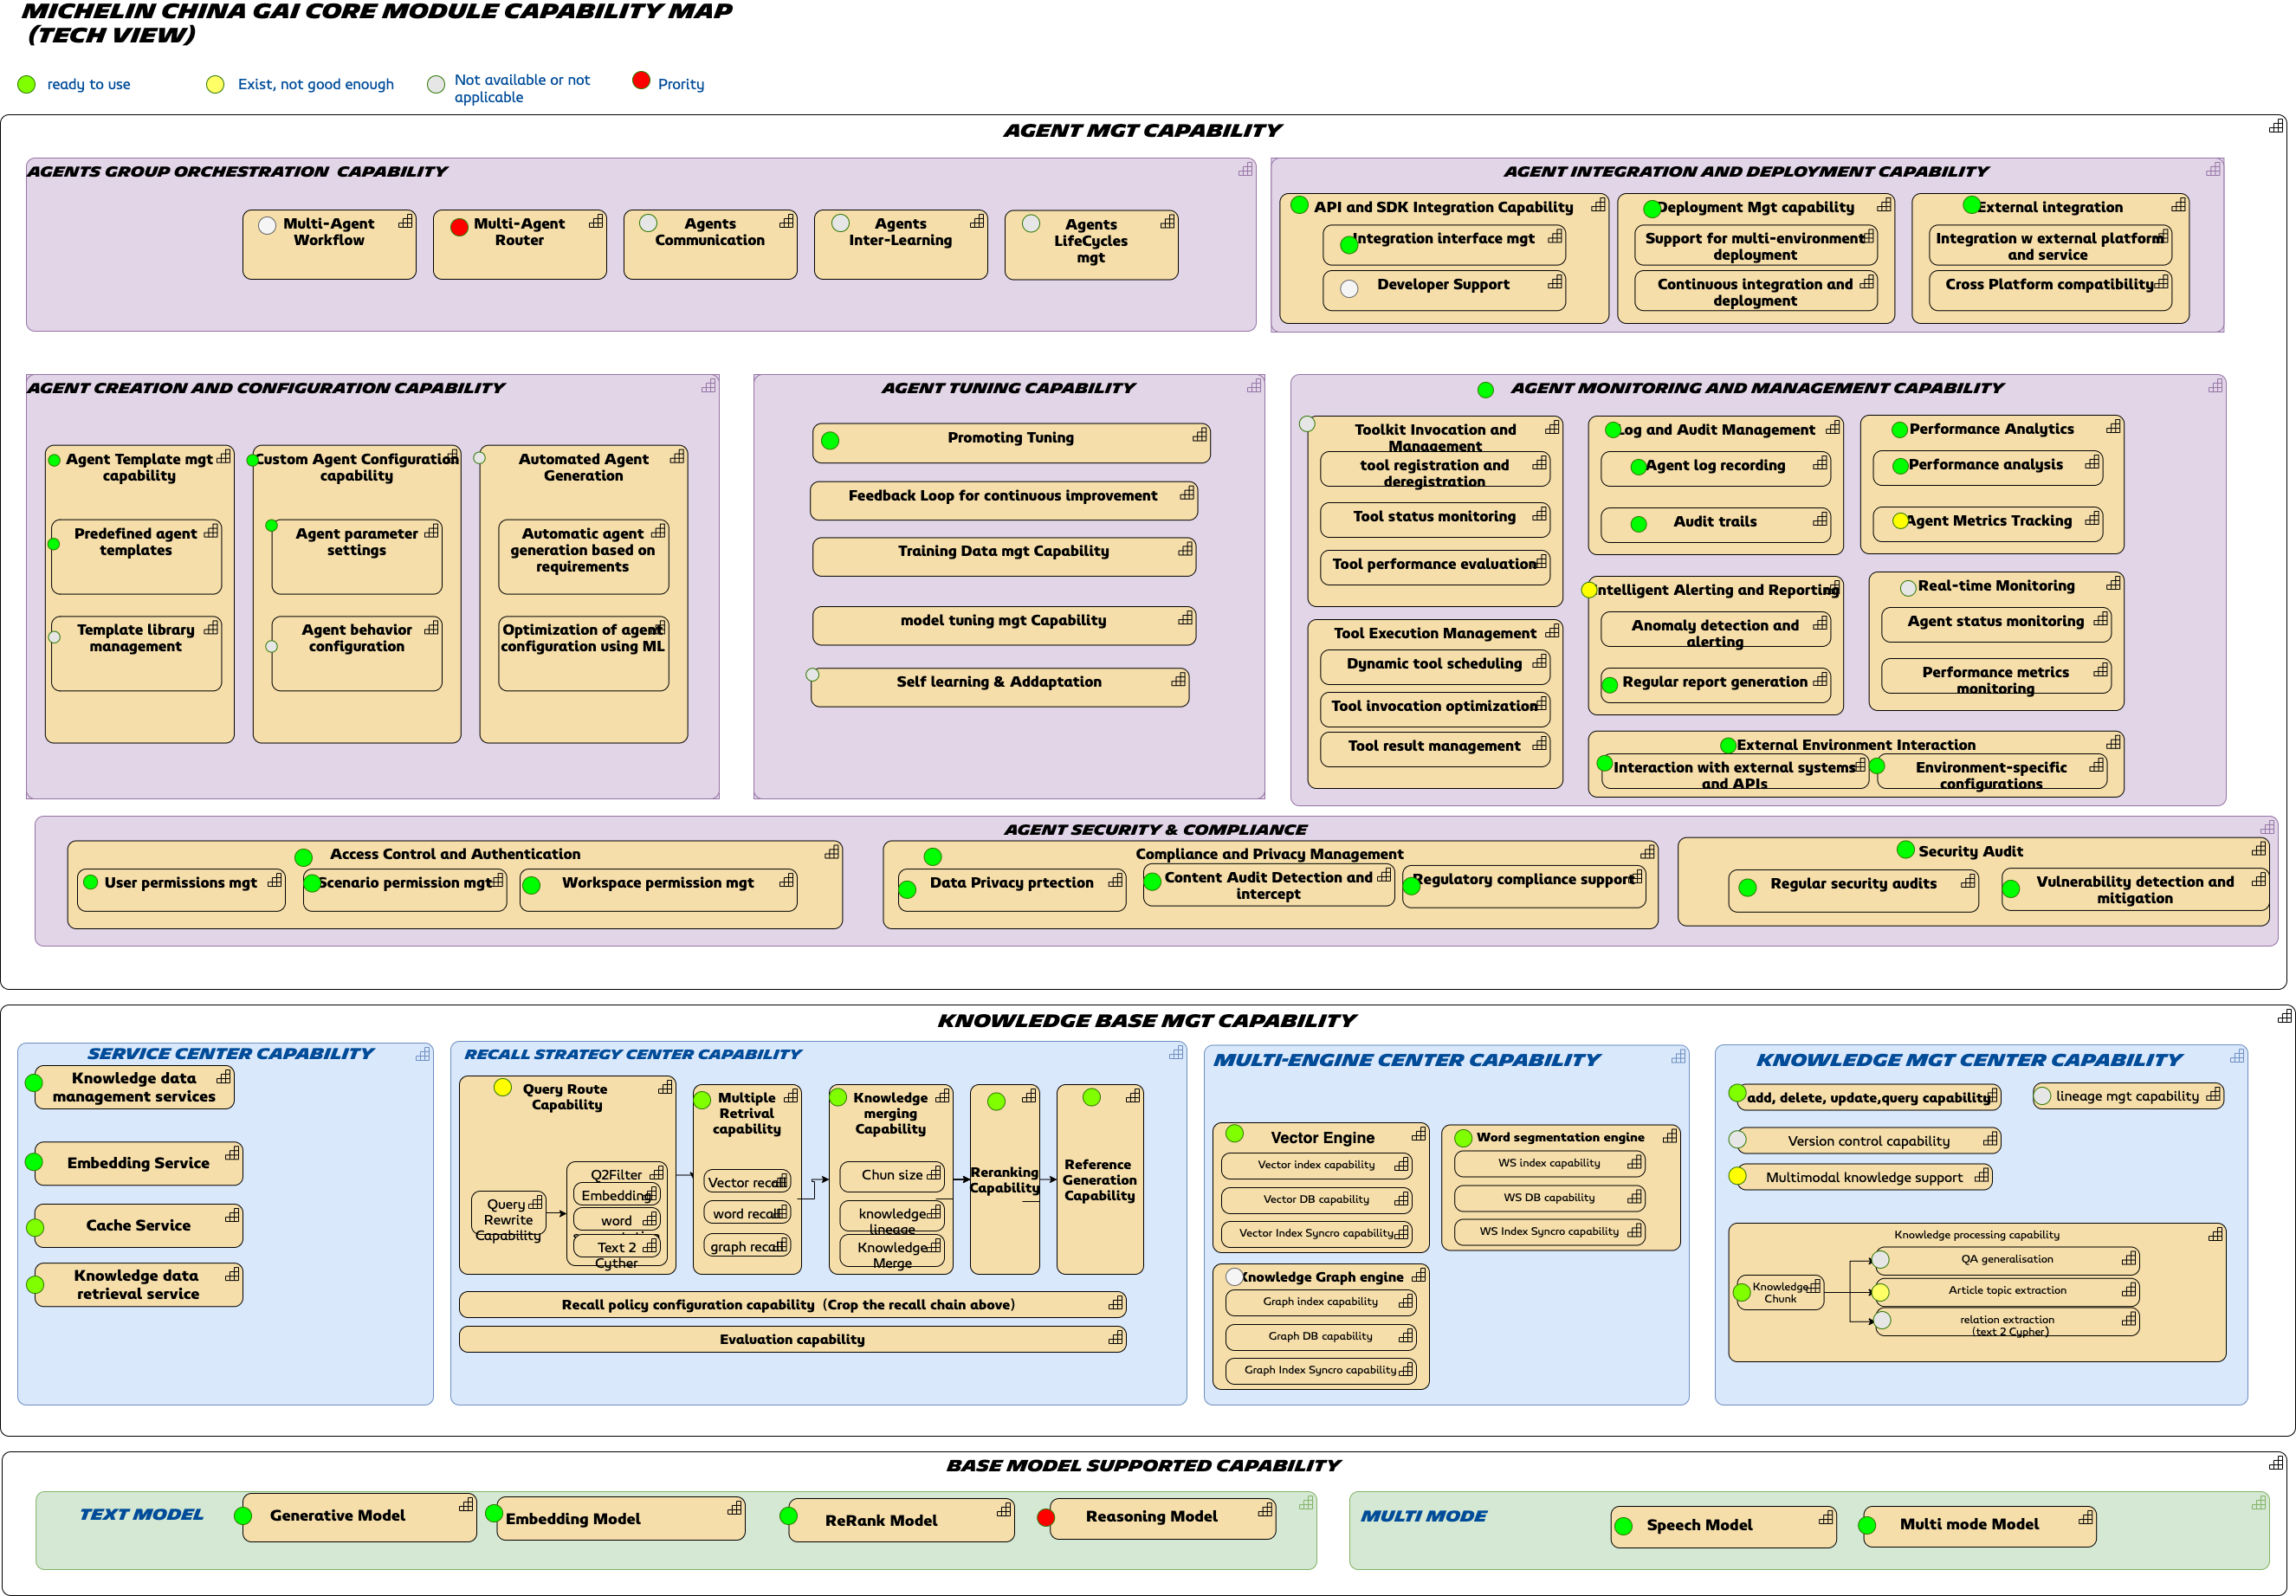 MICHELIN CHINA GAI CORE MODULE CAPABILITY MAP
(TECH VIEW)
ready to use
Exist, not good enough
Not available or not
applicable
Prority
AGENT MGT CAPABILITY
AGENTS GROUP ORCHESTRATION CAPABILITY
Multi-Agent
Workflow
Multi-Agent
Router
Agents
Communication
Agents
Inter-Learning
Agents
LifeCycles
mgt
AGENT INTEGRATION AND DEPLOYMENT CAPABILITY
API and SDK Integration Capability
Integration interface mgt
Developer Support
Deployment Mgt capability
Support for multi-environment
deployment
Continuous integration and
deployment
External integration
Integration w external platform
and service
Cross Platform compatibility
AGENT CREATION AND CONFIGURATION CAPABILITY
Agent Template mgt
capability
Predefined agent
templates
Template library
management
Custom Agent Configuration
capability
Agent parameter
settings
Agent behavior
configuration
Automated Agent
Generation
Automatic agent
generation based on
requirements
Optimization of agent
configuration using ML
AGENT TUNING CAPABILITY
Promoting Tuning
Feedback Loop for continuous improvement
Training Data mgt Capability
model tuning mgt Capability
Self learning & Addaptation
AGENT MONITORING AND MANAGEMENT CAPABILITY
Toolkit Invocation and
Management
tool registration and
deregistration
Tool status monitoring
Tool performance evaluation
Tool Execution Management
Dynamic tool scheduling
Tool invocation optimization
Tool result management
Log and Audit Management
Agent log recording
Audit trails
Intelligent Alerting and Reporting
Anomaly detection and
alerting
Regular report generation
Performance Analytics
Performance analysis
Agent Metrics Tracking
Real-time Monitoring
Agent status monitoring
Performance metrics
monitoring
External Environment Interaction
Interaction with external systems
and APIs
Environment-specific
configurations
AGENT SECURITY & COMPLIANCE
Access Control and Authentication
User permissions mgt
Scenario permission mgt
Workspace permission mgt
Compliance and Privacy Management
Data Privacy prtection
Content Audit Detection and
intercept
Regulatory compliance support
Security Audit
Regular security audits
Vulnerability detection and
mitigation
KNOWLEDGE BASE MGT CAPABILITY
SERVICE CENTER CAPABILITY
Knowledge data
management services
Embedding Service
Cache Service
Knowledge data
retrieval service
RECALL STRATEGY CENTER CAPABILITY
Query Route
Capability
Query
Rewrite
Capability
Q2Filter
Embedding
word
Text 2
Cyther
Multiple
Retrival
capability
Vector recall
word recall
graph recall
Knowledge
merging
Capability
Chun size
knowledge
lineage
Knowledge
Merge
Reranking
Capability
Reference
Generation
Capability
Recall policy configuration capability (Crop the recall chain above)
Evaluation capability
MULTI-ENGINE CENTER CAPABILITY
Vector Engine
Vector index capability
Vector DB capability
Vector Index Syncro capability
Word segmentation engine
WS index capability
WS DB capability
WS Index Syncro capability
Knowledge Graph engine
Graph index capability
Graph DB capability
Graph Index Syncro capability
KNOWLEDGE MGT CENTER CAPABILITY
add, delete, update,query capability
lineage mgt capability
Version control capability
Multimodal knowledge support
Knowledge processing capability
Knowledge
Chunk
QA generalisation
Article topic extraction
relation extraction
(text 2 Cypher)
BASE MODEL SUPPORTED CAPABILITY
TEXT MODEL
Generative Model
Embedding Model
ReRank Model
Reasoning Model
MULTI MODE
Speech Model
Multi mode Model